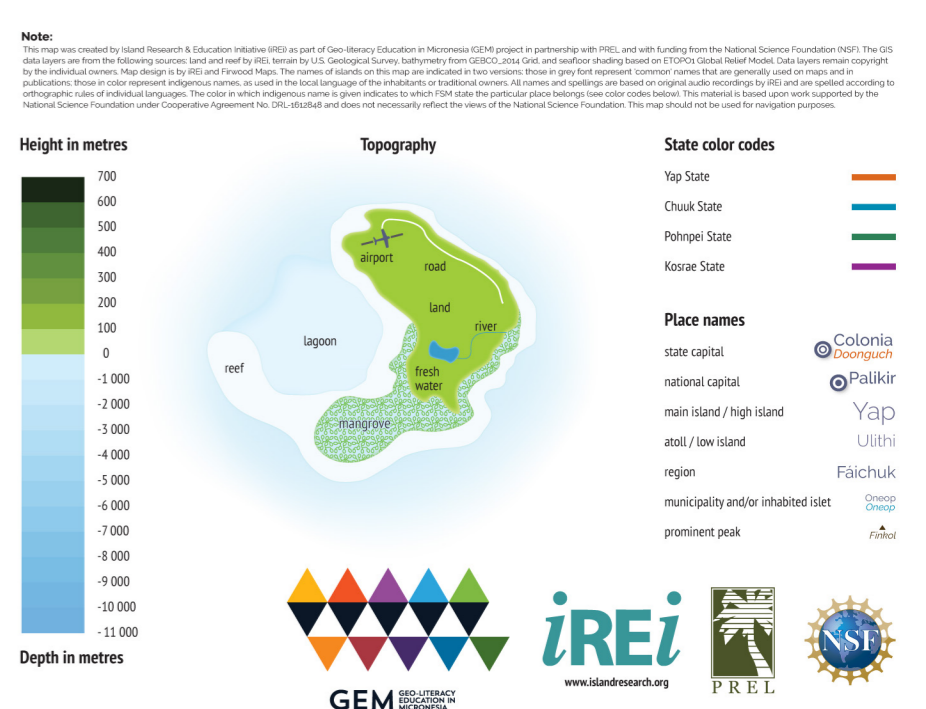 Note:
This map was created by Island Research & Education Initiative (iREi) as part of Geo-literacy Education in Micronesia (GEM) project in partnership with PREL and with funding from the National Science Foundation (NSF). The GIS
data layers are from the following sources: land and reef by iREi, terrain by U.S. Geological Survey, bathymetry from GEBCO_2014 Grid, and seafloor shading based on ETOPO1 Global Relief Model. Data layers remain copyright
by the individual owners. Map design is by iREi and Firwood Maps. The names of islands on this map are indicated in two versions; those in grey font represent 'common' names that are generally used on maps and in
publications; those in color represent indigenous names, as used in the local language of the inhabitants or traditional owners. All names and spellings are based on original audio recordings by iREi and are spelled according to
orthographic rules of individual languages. The color in which indigenous name is given indicates to which FSM state the particular place belongs (see color codes below). This material is based upon work supported by the
National Science Foundation under Cooperative Agreement No. DRL-1612848 and does not necessarily reflect the views of the National Science Foundation. This map should not be used for navigation purposes.
Height in metres
700
600
500
400
300
200
100
0
-1 000
-2 000
-3 000
-4 000
-5 000
-6 000
-7 000
-8 000
-9 000
-10 000
-11 000
Depth in metres
Topography
airport
road
land
river
lagoon
reef
fresh
water
mangrove
State color codes
Yap State
Chuuk State
Pohnpei State
Kosrae State
Place names
state capital Colonia
Doonguch
national capital Palikir
main island / high island Yap
atoll / low island Ulithi
region Fáichuk
municipality and/or inhabited islet Oneop
Oneop
prominent peak Finkol
GEM GEO-LITERACY
EDUCATION IN
MICRONESIA
iREi
www.islandresearch.org
PREL
NSF